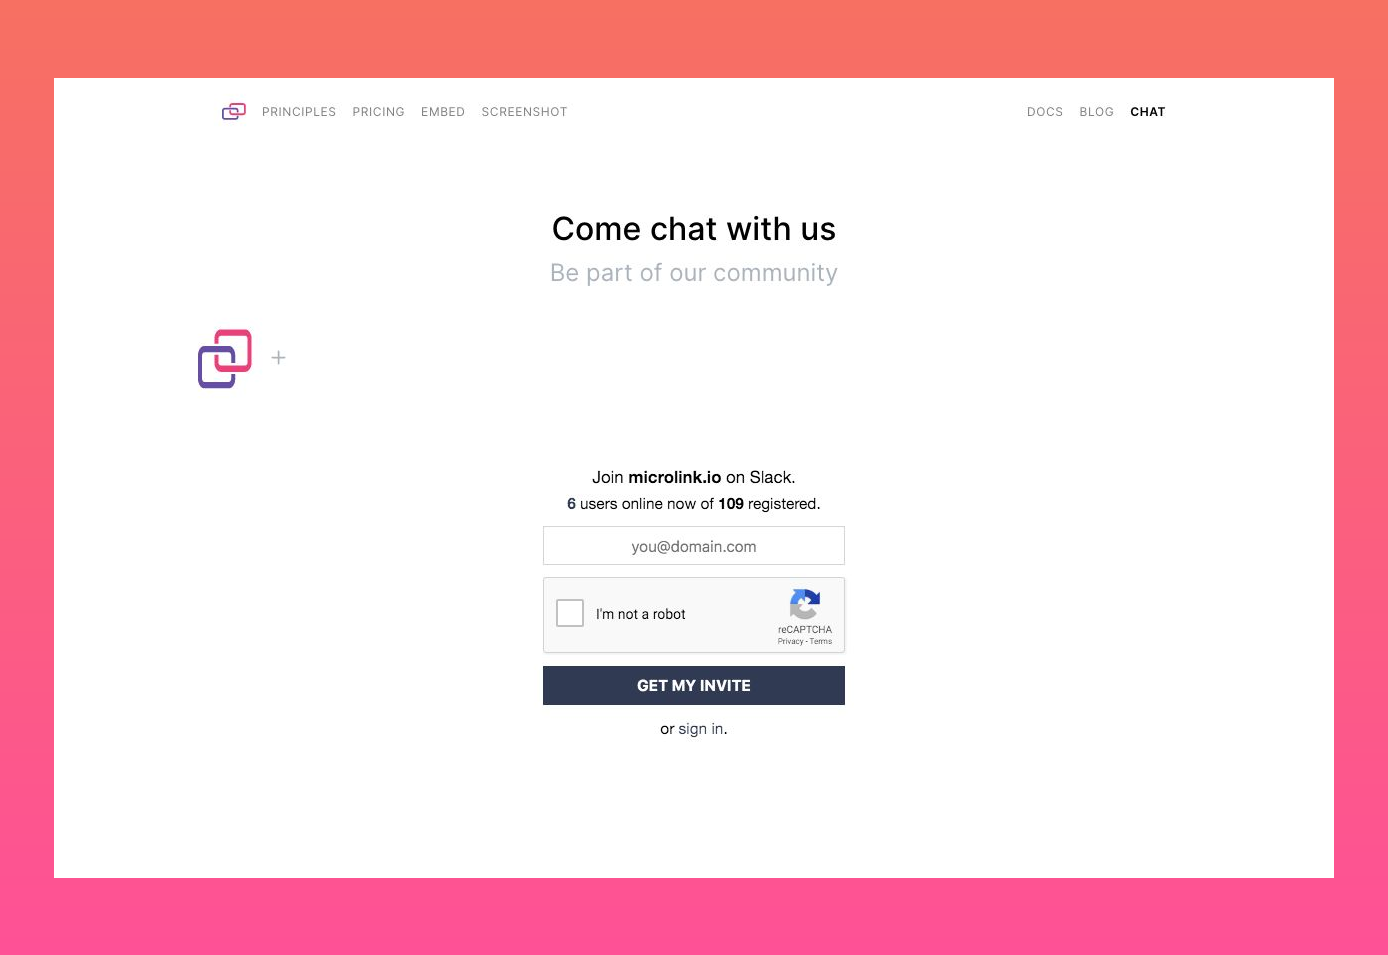 PRINCIPLES PRICING EMBED SCREENSHOT DOCS BLOG CHAT
Come chat with us
Be part of our community
+
Join microlink.io on Slack.
6 users online now of 109 registered.
you@domain.com
I'm not a robot
reCAPTCHA
Privacy - Terms
GET MY INVITE
or sign in.